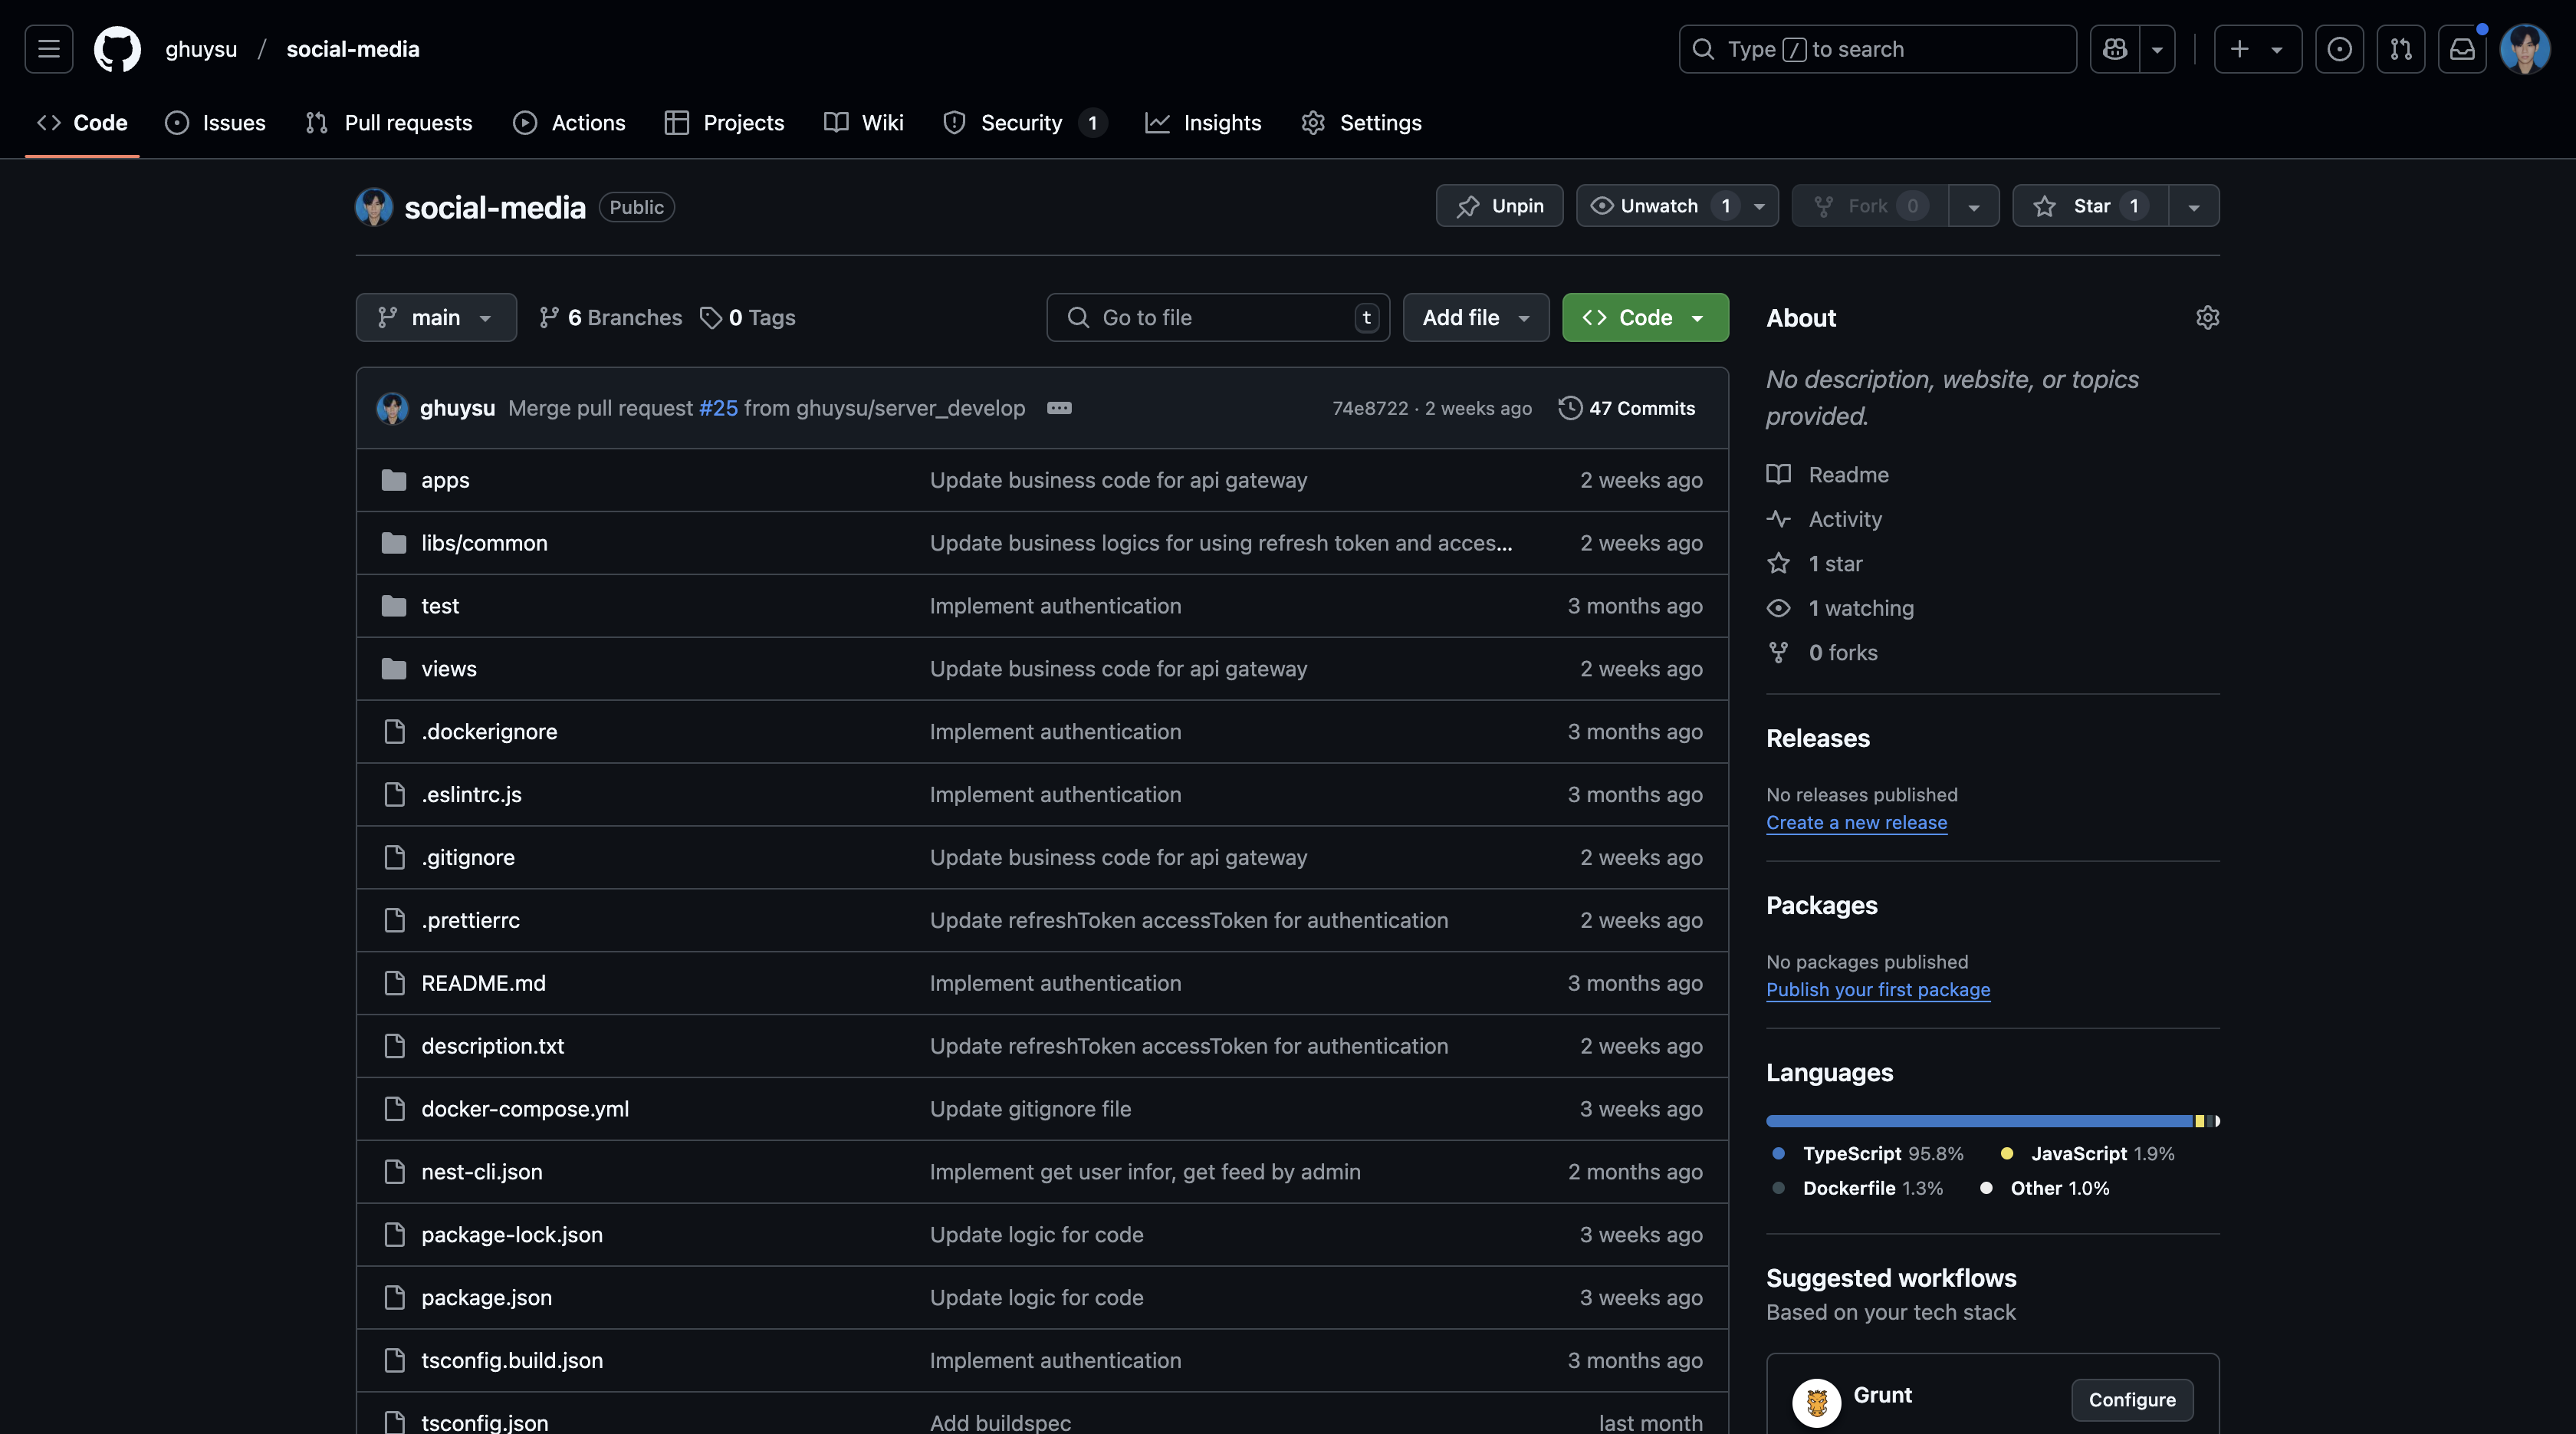 ghuysu / social-media
Type / to search
Code Issues Pull requests Actions Projects Wiki Security 1 Insights Settings
social-media Public
Unpin Unwatch 1 Fork 0 Star 1
main 6 Branches 0 Tags
Go to file t Add file Code
ghuysu Merge pull request #25 from ghuysu/server_develop 74e8722 · 2 weeks ago 47 Commits
apps Update business code for api gateway 2 weeks ago
libs/common Update business logics for using refresh token and acces... 2 weeks ago
test Implement authentication 3 months ago
views Update business code for api gateway 2 weeks ago
.dockerignore Implement authentication 3 months ago
.eslintrc.js Implement authentication 3 months ago
.gitignore Update business code for api gateway 2 weeks ago
.prettierrc Update refreshToken accessToken for authentication 2 weeks ago
README.md Implement authentication 3 months ago
description.txt Update refreshToken accessToken for authentication 2 weeks ago
docker-compose.yml Update gitignore file 3 weeks ago
nest-cli.json Implement get user infor, get feed by admin 2 months ago
package-lock.json Update logic for code 3 weeks ago
package.json Update logic for code 3 weeks ago
tsconfig.build.json Implement authentication 3 months ago
tsconfig.json Add buildspec last month
About
No description, website, or topics
provided.
Readme
Activity
1 star
1 watching
0 forks
Releases
No releases published
Create a new release
Packages
No packages published
Publish your first package
Languages
TypeScript 95.8% JavaScript 1.9%
Dockerfile 1.3% Other 1.0%
Suggested workflows
Based on your tech stack
Grunt Configure